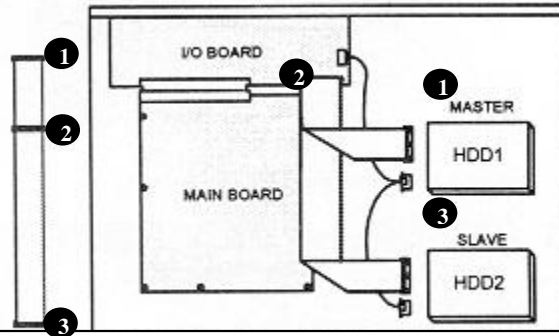 1
I/O BOARD
2
1
MASTER
2
HDD1
MAIN BOARD
3
SLAVE
HDD2
3